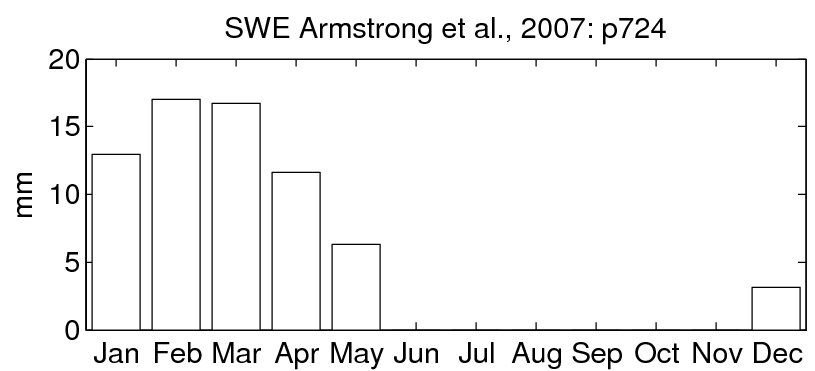 SWE Armstrong et al., 2007: p724
20
15
10
5
0
mm
Jan Feb Mar Apr May Jun Jul Aug Sep Oct Nov Dec